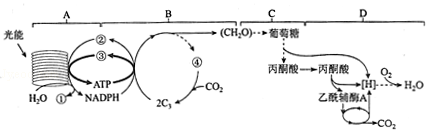 A B C D
光能 ② (CH₂O) 葡萄糖
③ ④
丙酮酸 丙酮酸 [H] O₂ H₂O
ATP CO₂
H₂O ① NADPH 2C₃ 乙酰辅酶A
CO₂